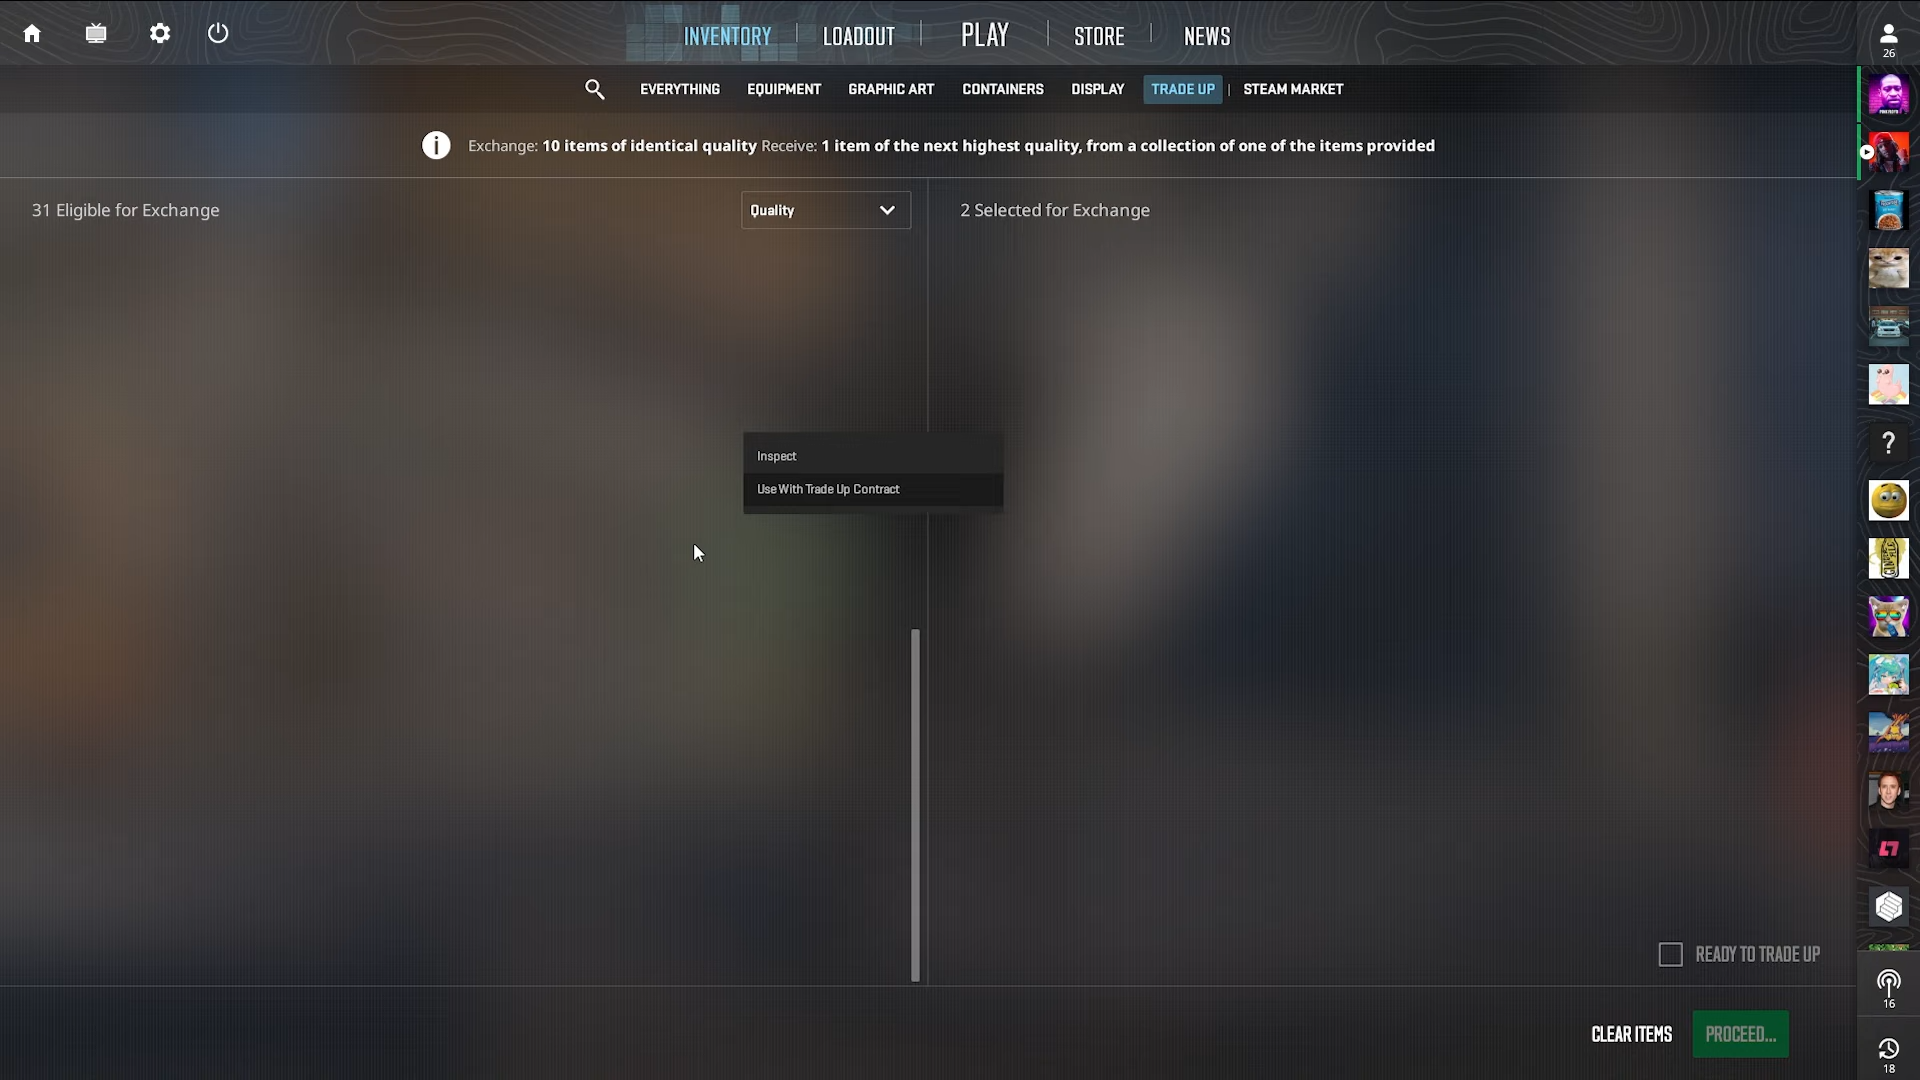 INVENTORY
LOADOUT
PLAY
STORE
NEWS
26
EVERYTHING
EQUIPMENT
GRAPHIC ART
CONTAINERS
DISPLAY
TRADE UP
STEAM MARKET
Exchange: 10 items of identical quality Receive: 1 item of the next highest quality, from a collection of one of the items provided
31 Eligible for Exchange
Quality
2 Selected for Exchange
Inspect
Use With Trade Up Contract
?
READY TO TRADE UP
CLEAR ITEMS
PROCEED...
16
18